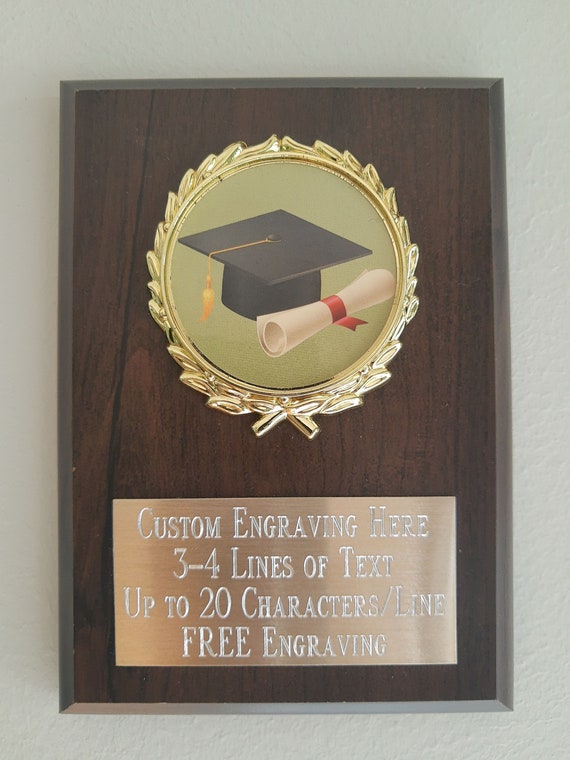 Custom Engraving Here
3-4 Lines of Text
Up to 20 Characters/Line
FREE Engraving